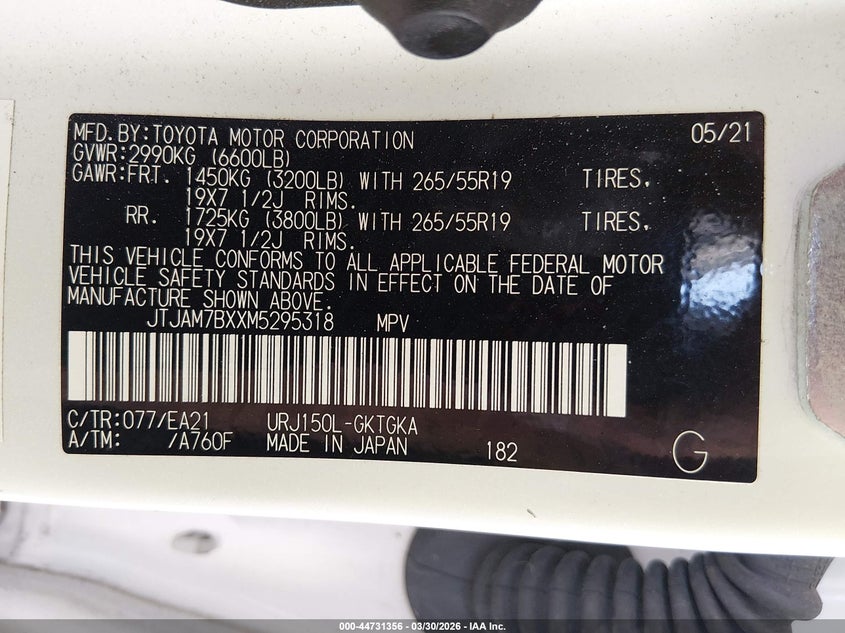 MFD.BY:TOYOTA MOTOR CORPORATION 05/21
GVWR:2990KG (6600LB)
GAWR:FRT. 1450KG (3200LB) WITH 265/55R19 TIRES,
19X7 1/2J RIMS.
RR. 1725KG (3800LB) WITH 265/55R19 TIRES,
19X7 1/2J RIMS.
THIS VEHICLE CONFORMS TO ALL APPLICABLE FEDERAL MOTOR
VEHICLE SAFETY STANDARDS IN EFFECT ON THE DATE OF
MANUFACTURE SHOWN ABOVE.
JTJAM7BXXM5295318 MPV
C/TR:077/EA21 URJ150L-GKTGKA
A/TM: /A760F MADE IN JAPAN 182 G
000-44731356 — 03/30/2026 — IAA Inc.